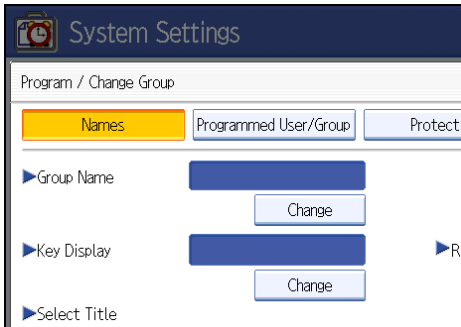 System Settings
Program / Change Group
Names Programmed User/Group Protect
▶Group Name
Change
▶Key Display ▶R
Change
▶Select Title